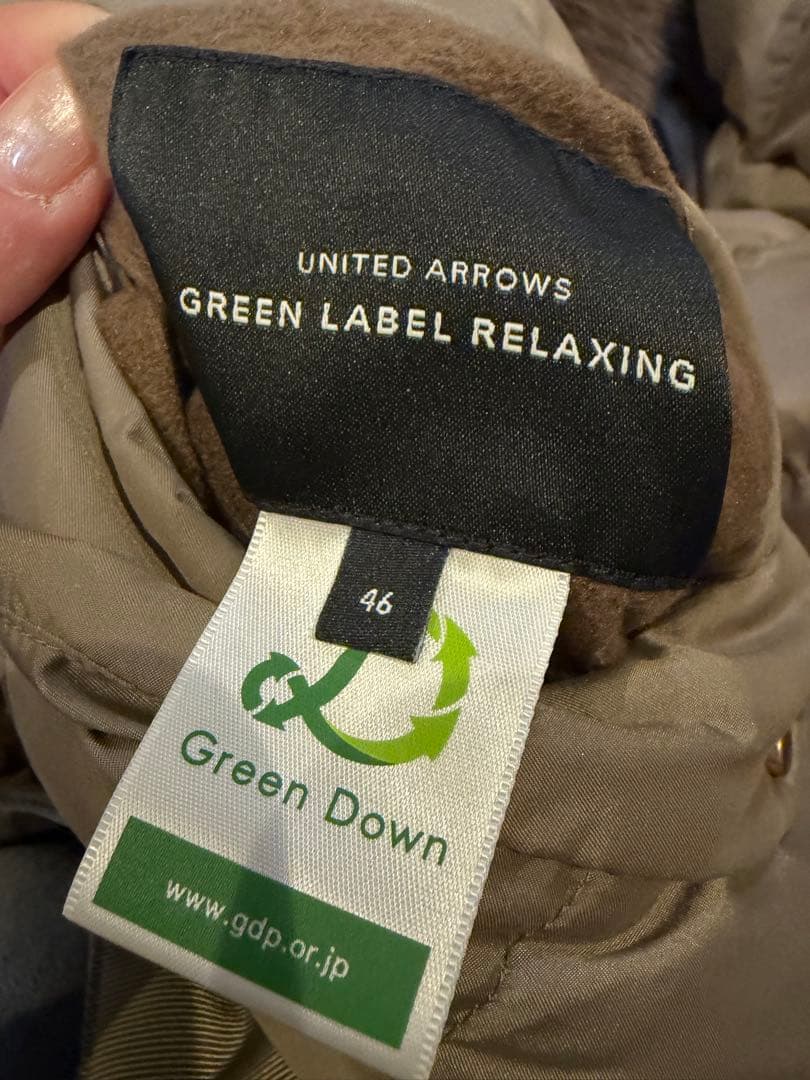 UNITED ARROWS
GREEN LABEL RELAXING
46
Green Down
www.gdp.or.jp